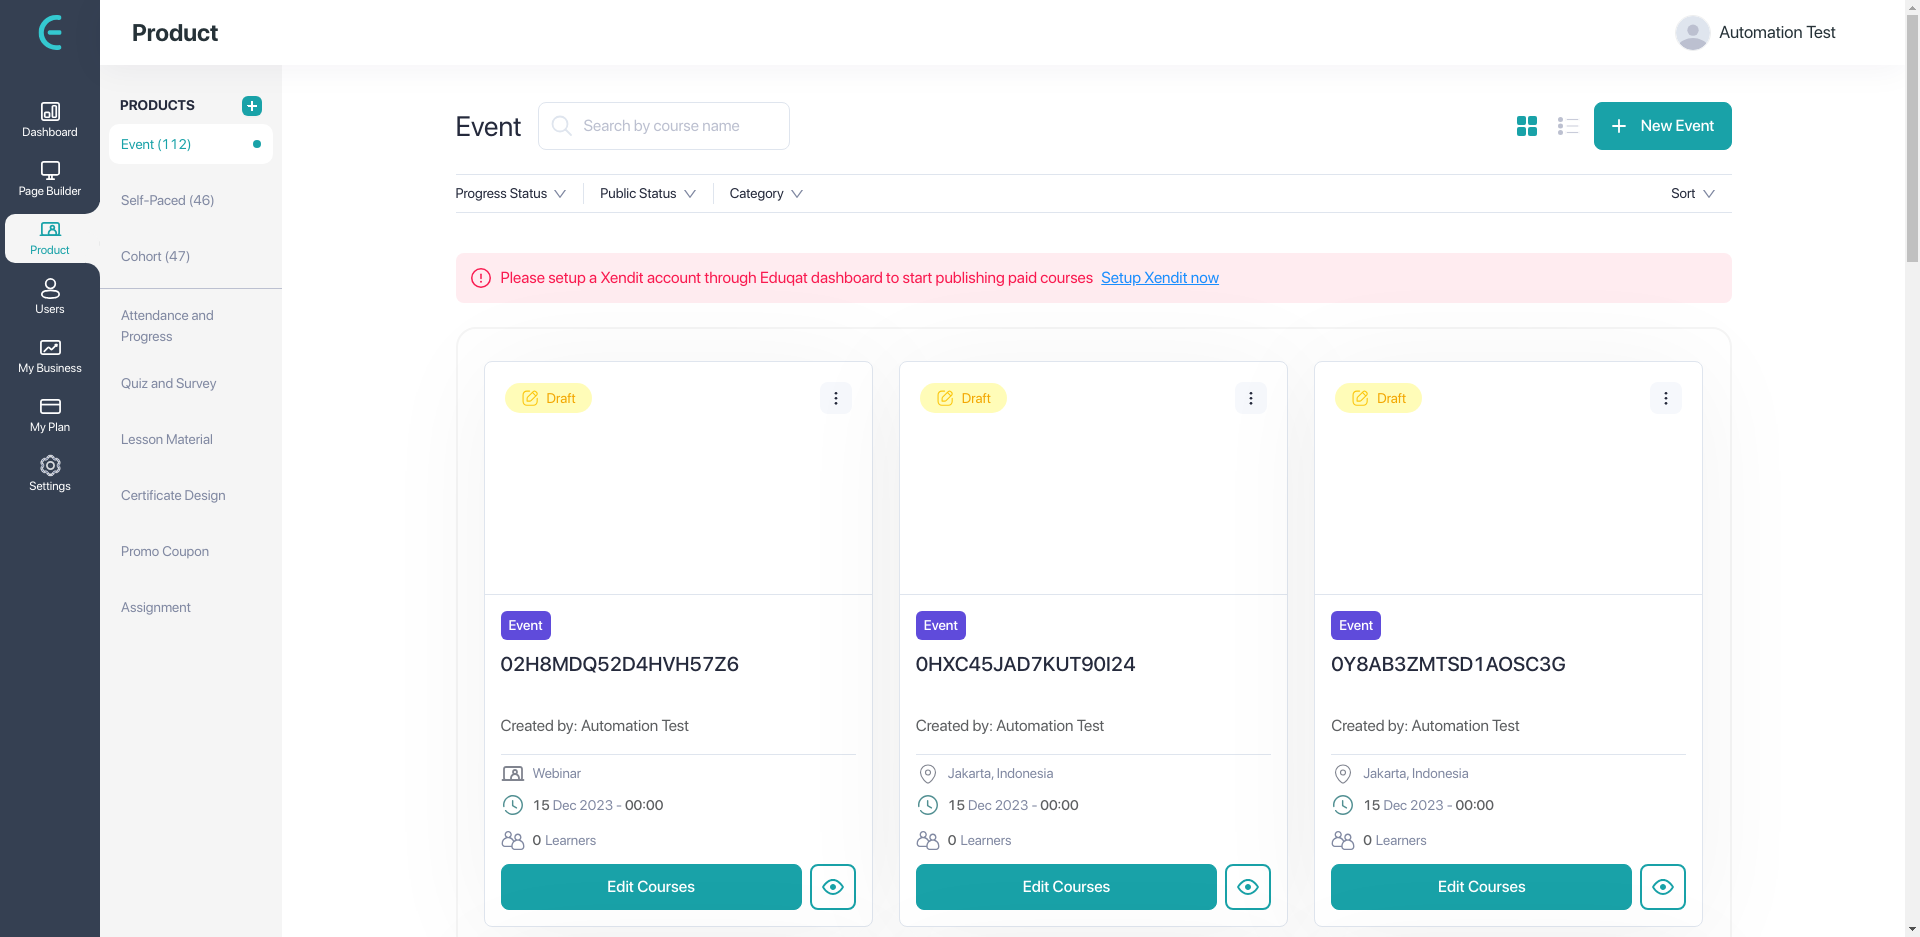 Product
Automation Test
Dashboard
Page Builder
Product
Users
My Business
My Plan
Settings
PRODUCTS
Event (112)
Self-Paced (46)
Cohort (47)
Attendance and
Progress
Quiz and Survey
Lesson Material
Certificate Design
Promo Coupon
Assignment
Event
Search by course name
New Event
Progress Status
Public Status
Category
Sort
Please setup a Xendit account through Eduqat dashboard to start publishing paid courses Setup Xendit now
Draft
Event
02H8MDQ52D4HVH57Z6
Created by: Automation Test
Webinar
15 Dec 2023 - 00:00
0 Learners
Edit Courses
Draft
Event
0HXC45JAD7KUT90I24
Created by: Automation Test
Jakarta, Indonesia
15 Dec 2023 - 00:00
0 Learners
Edit Courses
Draft
Event
0Y8AB3ZMTSD1AOSC3G
Created by: Automation Test
Jakarta, Indonesia
15 Dec 2023 - 00:00
0 Learners
Edit Courses